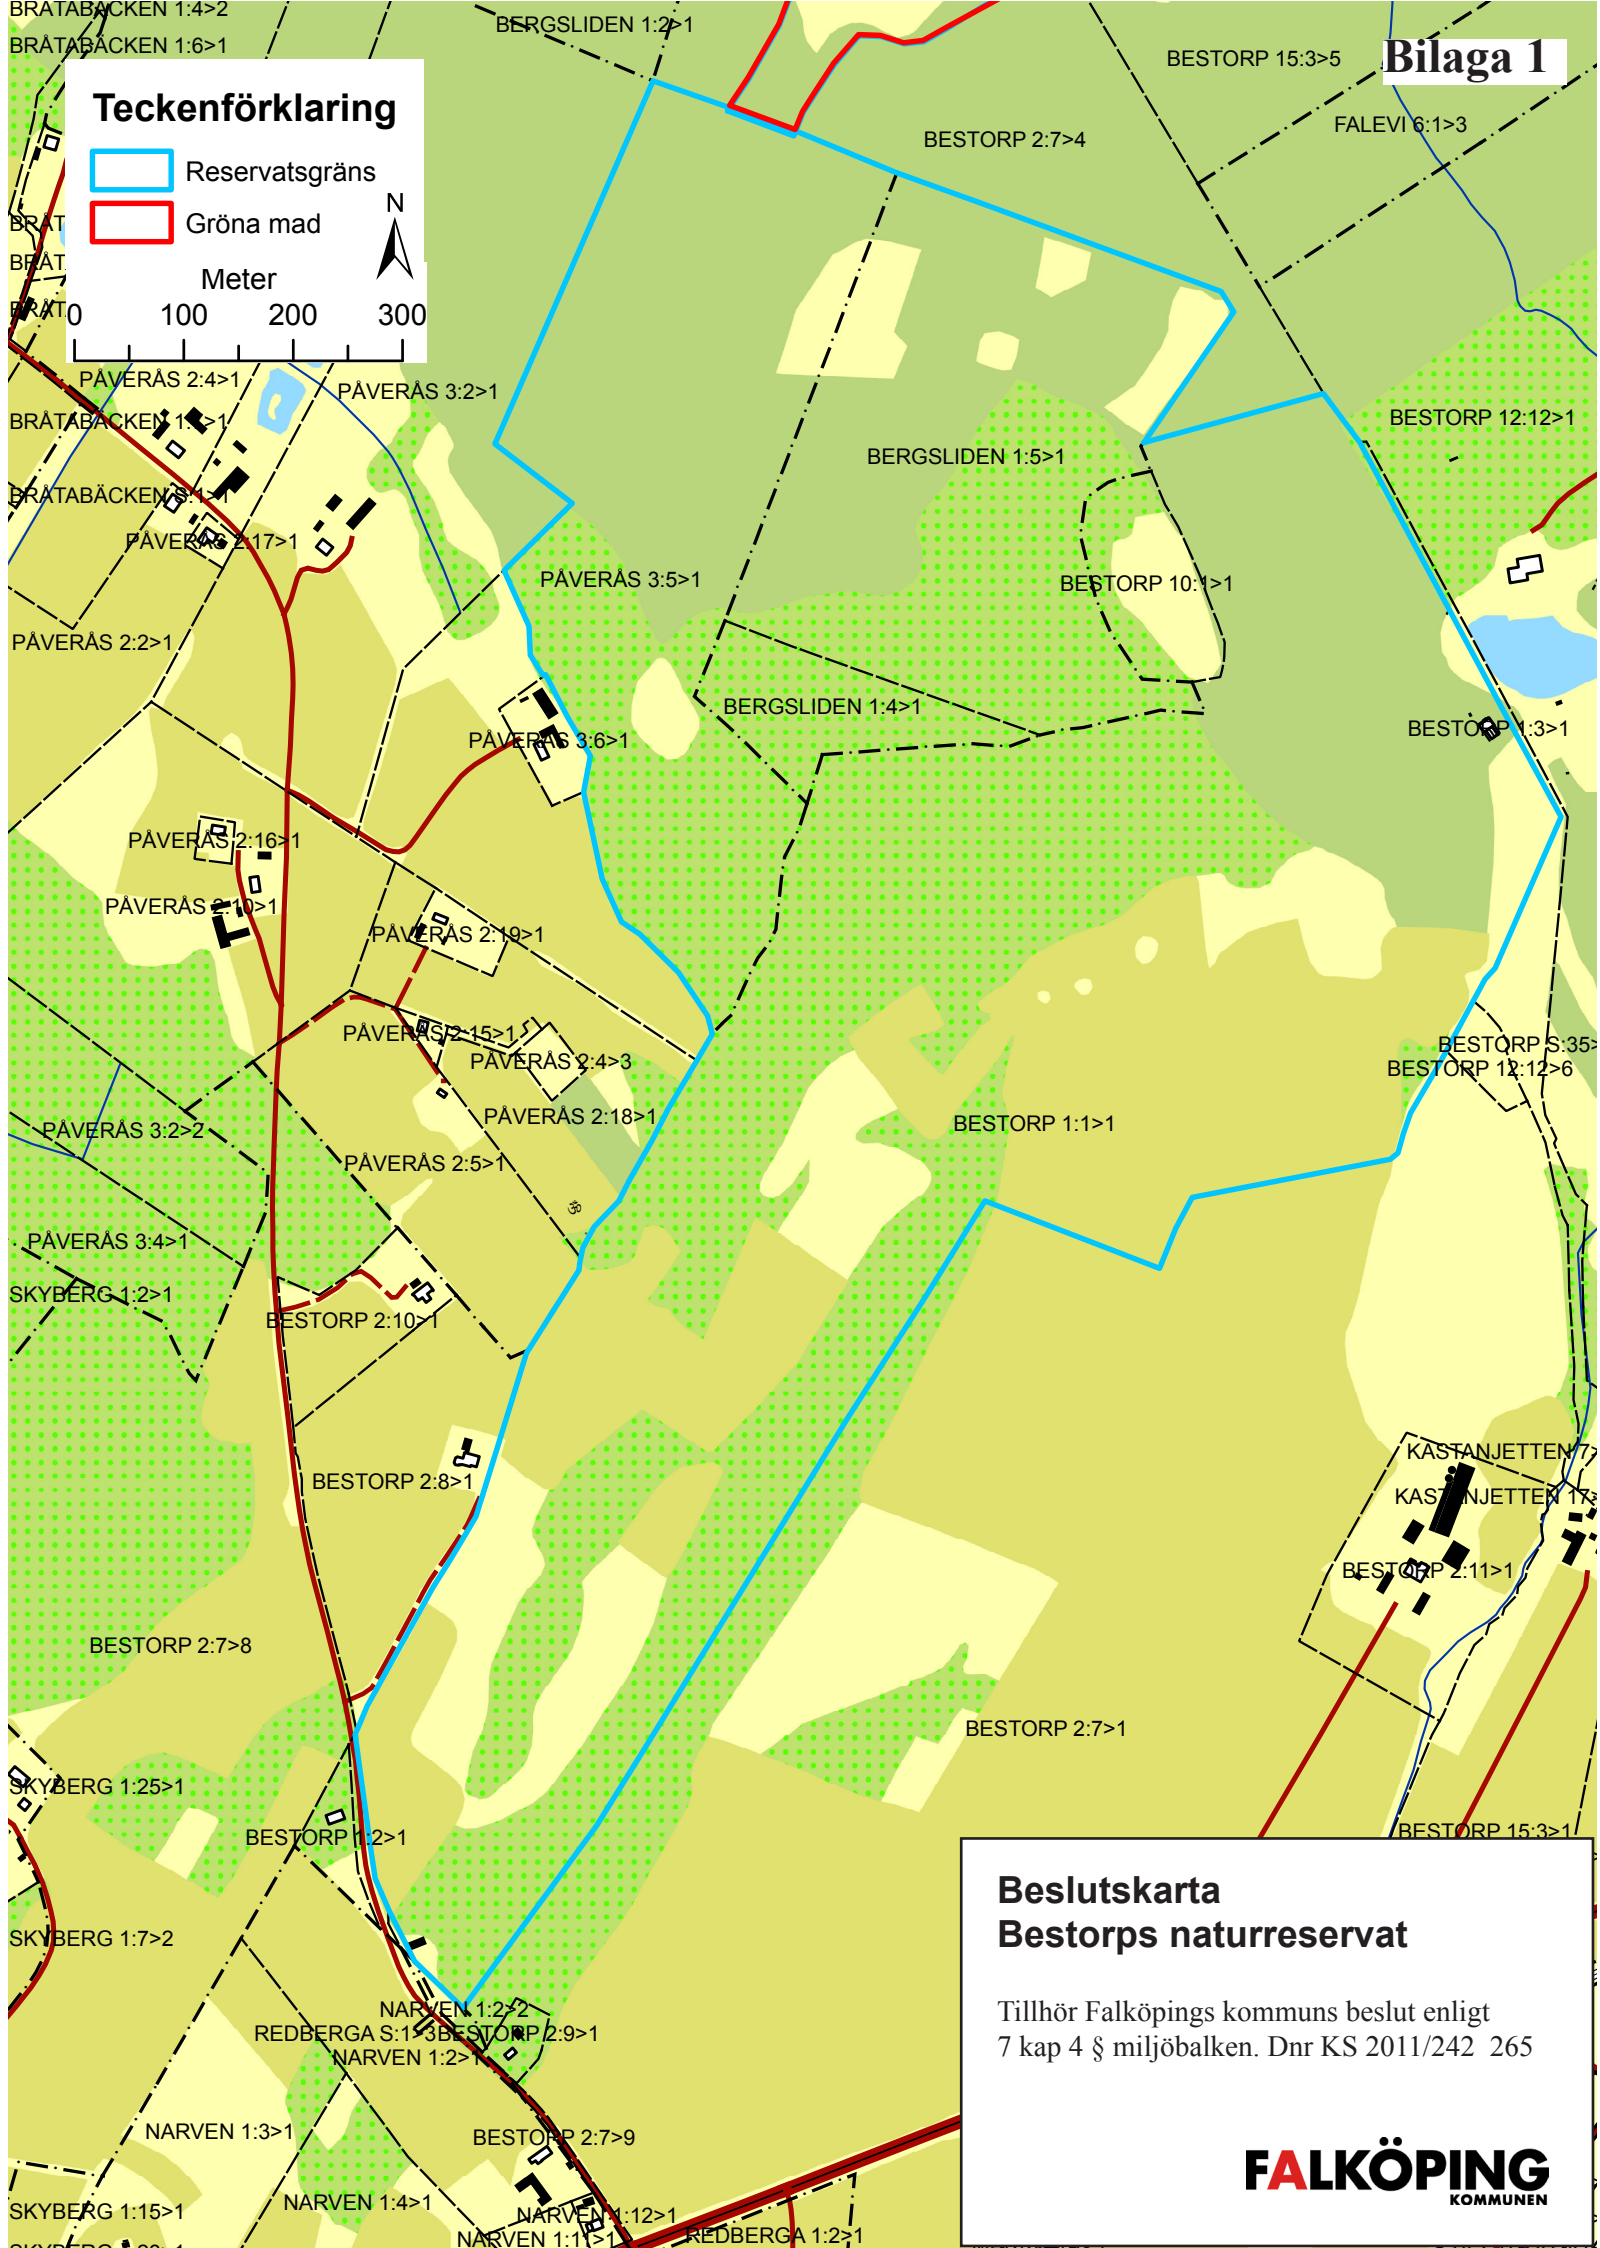 BRÅTABÄCKEN 1:4>2
BERGSLIDEN 1:2>1
BRÅTABÄCKEN 1:6>1
BESTORP 15:3>5
Bilaga 1
Teckenförklaring
Reservatsgräns
Gröna mad
N
Meter
0 100 200 300
BESTORP 2:7>4
FALEVI 6:1>3
BRÅT
BRÅT
BRÅT
PÅVERÅS 2:4>1
PÅVERÅS 3:2>1
BRÅTABÄCKEN
BESTORP 12:12>1
BERGSLIDEN 1:5>1
BRÅTABÄCKEN S:1>1
PÅVERÅS 2:17>1
PÅVERÅS 3:5>1
BESTORP 10:1>1
PÅVERÅS 2:2>1
BERGSLIDEN 1:4>1
BESTORP 1:3>1
PÅVERÅS 3:6>1
PÅVERÅS 2:16>1
PÅVERÅS 2:10>1
PÅVERÅS 2:19>1
PÅVERÅS 2:15>1
BESTORP S:35>
PÅVERÅS 2:4>3
BESTORP 12:12>6
PÅVERÅS 2:18>1
BESTORP 1:1>1
PÅVERÅS 3:2>2
PÅVERÅS 2:5>1
PÅVERÅS 3:4>1
SKYBERG 1:2>1
BESTORP 2:10>1
BESTORP 2:8>1
KASTANJETTEN 7>
KASTANJETTEN 17>
BESTORP 2:11>1
BESTORP 2:7>8
BESTORP 2:7>1
SKYBERG 1:25>1
BESTORP 1:2>1
BESTORP 15:3>1
Beslutskarta
Bestorps naturreservat
SKYBERG 1:7>2
Tillhör Falköpings kommuns beslut enligt
7 kap 4 § miljöbalken. Dnr KS 2011/242 265
NARVEN 1:2>2
REDBERGA S:1>3BESTORP 2:9>1
NARVEN 1:2>1
NARVEN 1:3>1
BESTORP 2:7>9
FALKÖPING
KOMMUNEN
NARVEN 1:4>1
SKYBERG 1:15>1
NARVEN 1:12>1
NARVEN 1:11>1
REDBERGA 1:2>1